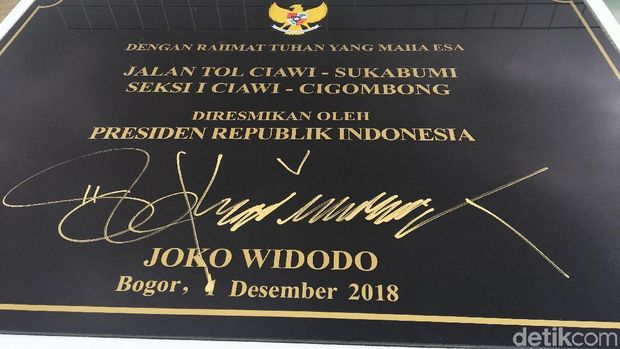 DENGAN RAHMAT TUHAN YANG MAHA ESA
JALAN TOL CIAWI - SUKABUMI
SEKSI I CIAWI - CIGOMBONG
DIRESMIKAN OLEH
PRESIDEN REPUBLIK INDONESIA
JOKO WIDODO
Bogor, 1 Desember 2018
detikcom